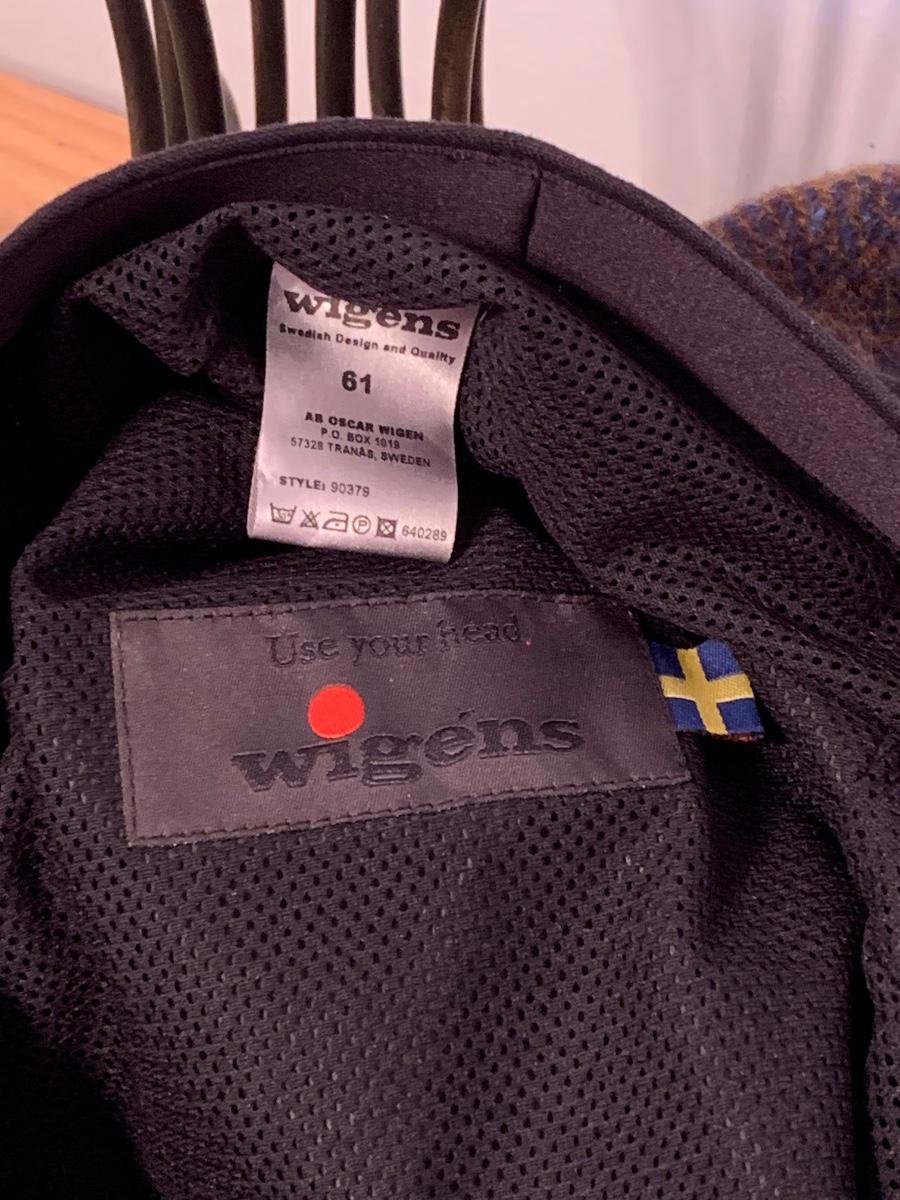 wigens
Swedish Design and Quality
61
AB OSCAR WIGEN
P.O. BOX 1018
57328 TRANÅS, SWEDEN
STYLE: 90379
P 640289
Use your head
wigéns